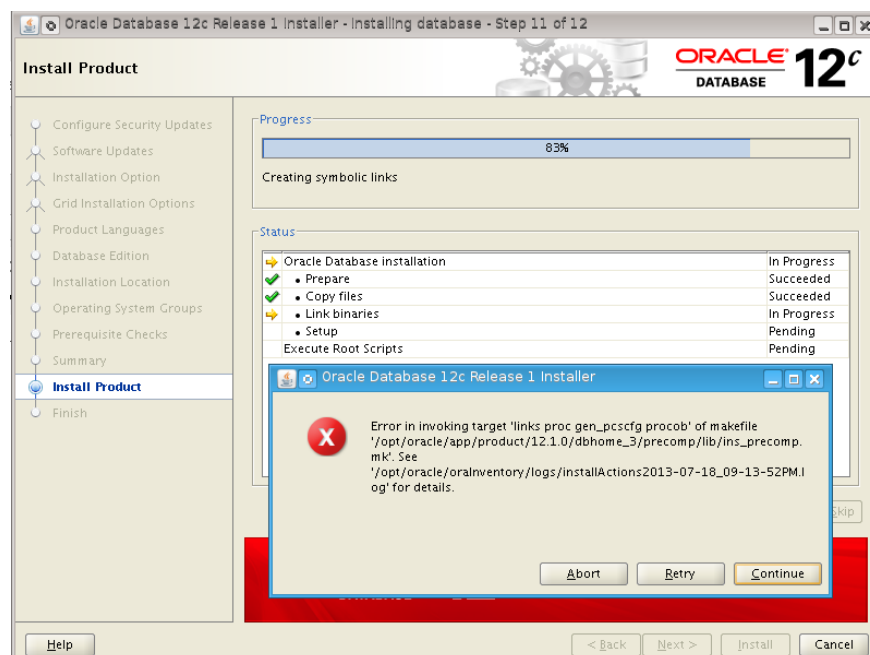 Oracle Database 12c Release 1 Installer - Installing database - Step 11 of 12
Install Product
ORACLE
DATABASE
12c
Configure Security Updates
Software Updates
Installation Option
Grid Installation Options
Product Languages
Database Edition
Installation Location
Operating System Groups
Prerequisite Checks
Summary
Install Product
Finish
Progress
83%
Creating symbolic links
Status
Oracle Database installation In Progress
• Prepare Succeeded
• Copy files Succeeded
• Link binaries In Progress
• Setup Pending
Execute Root Scripts Pending
Oracle Database 12c Release 1 Installer
Error in invoking target 'links proc gen_pcscfg procob' of makefile
'/opt/oracle/app/product/12.1.0/dbhome_3/precomp/lib/ins_precomp.
mk'. See
'/opt/oracle/oraInventory/logs/installActions2013-07-18_09-13-52PM.l
og' for details.
Skip
Abort Retry Continue
Help < Back Next > Install Cancel